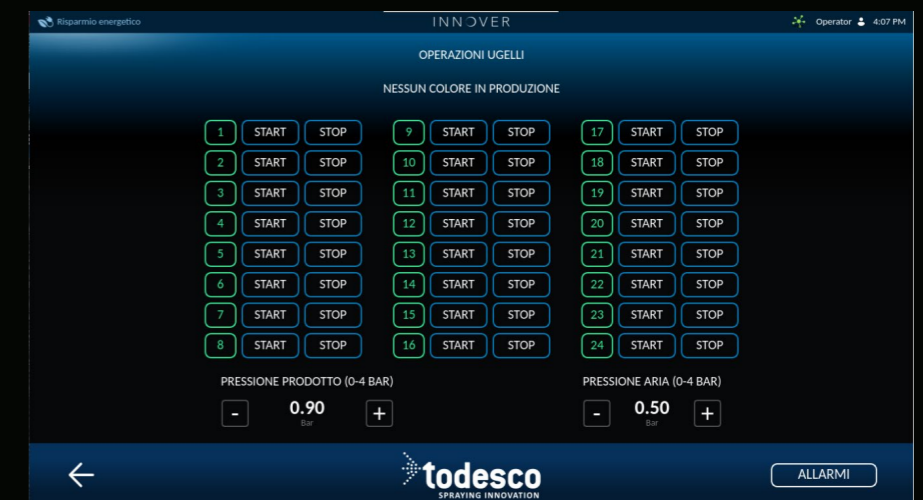 Risparmio energetico INNOVER Operator 4:07 PM
OPERAZIONI UGELLI
NESSUN COLORE IN PRODUZIONE
1 START STOP 9 START STOP 17 START STOP
2 START STOP 10 START STOP 18 START STOP
3 START STOP 11 START STOP 19 START STOP
4 START STOP 12 START STOP 20 START STOP
5 START STOP 13 START STOP 21 START STOP
6 START STOP 14 START STOP 22 START STOP
7 START STOP 15 START STOP 23 START STOP
8 START STOP 16 START STOP 24 START STOP
PRESSIONE PRODOTTO (0-4 BAR) PRESSIONE ARIA (0-4 BAR)
- 0.90 + - 0.50 +
Bar Bar
todesco ALLARMI
SPRAYING INNOVATION